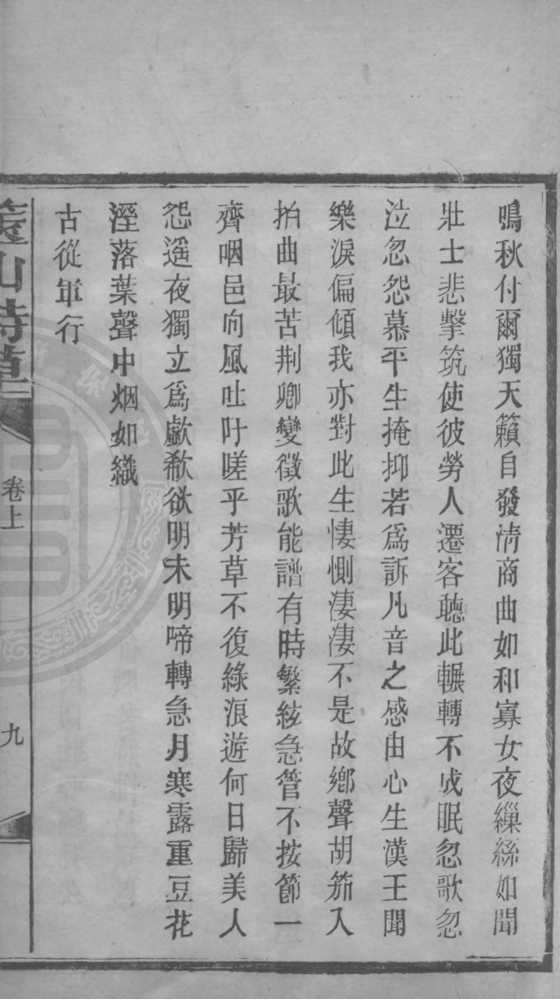 鳴秋付爾獨天籟自發情商曲如和寡女夜繅絲如聞
壯士悲擊筑使彼勞人遷客聽此輾轉不成眠忽歌忽
泣忽怨慕平生掩抑若為訴凡音之感由心生漢王聞
樂淚偏傾我亦對此生悽惻淒淒不是故鄉聲胡笳入
拍曲最苦荆卿變徵歌能譜有時繁絃急管不按節一
齊咽邑向風吐吁嗟乎芳草不復綠浪遊何日歸美人
怨遥夜獨立為歔欷欲明未明啼轉急月寒露重豆花
溼落葉聲中烟如織
古從軍行
山詩草
卷上
九